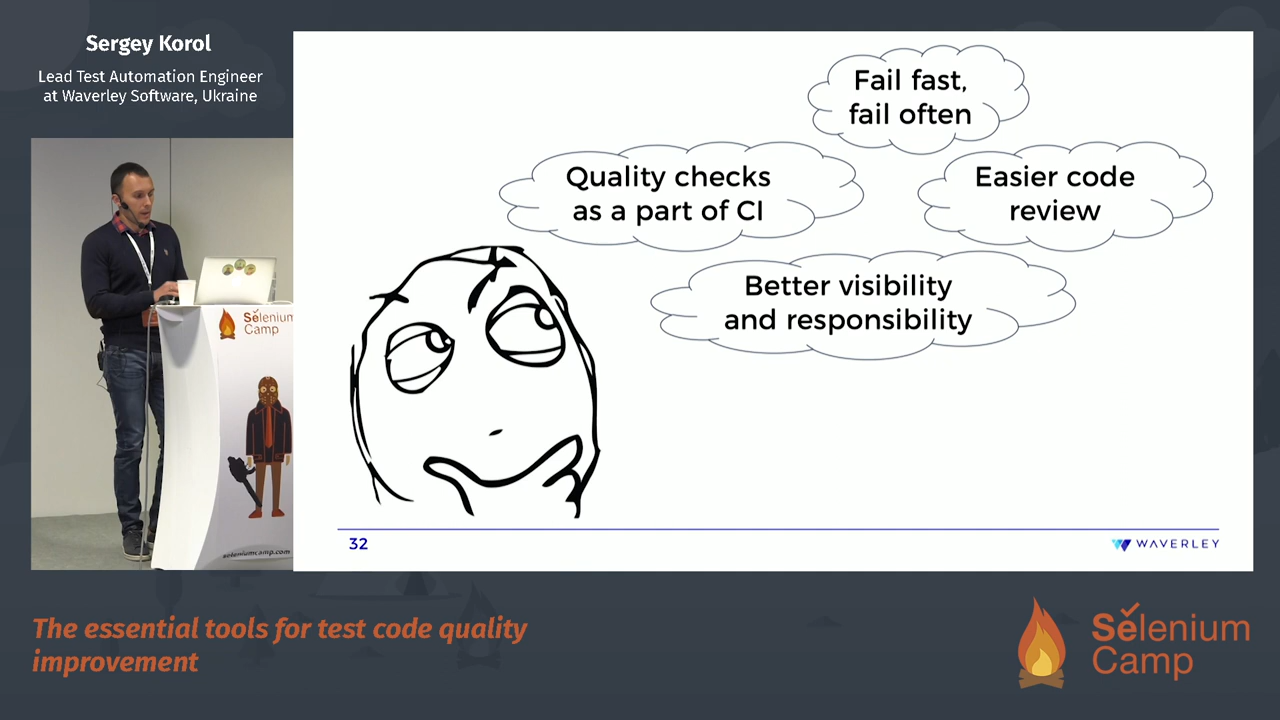 Sergey Korol
Lead Test Automation Engineer
at Waverley Software, Ukraine
Fail fast,
fail often
Quality checks
as a part of CI
Easier code
review
Better visibility
and responsibility
32
WAVERLEY
Selenium
Camp
seleniumcamp.com
The essential tools for test code quality
improvement
Selenium
Camp